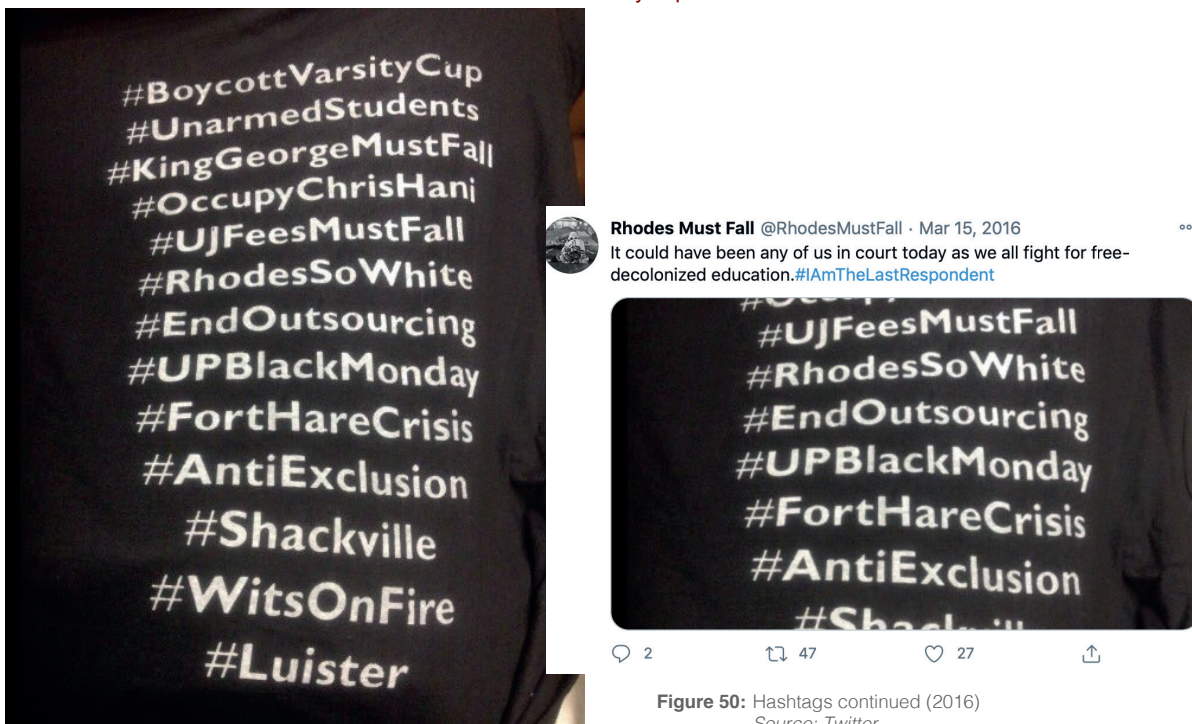 #BoycottVarsityCup
#UnarmedStudents
#KingGeorgeMustFall
#OccupyChrisHani
#UJFeesMustFall
#RhodesSoWhite
#EndOutsourcing
#UPBlackMonday
#FortHareCrisis
#AntiExclusion
#Shackville
#WitsOnFire
#Luister
Rhodes Must Fall @RhodesMustFall · Mar 15, 2016
It could have been any of us in court today as we all fight for free-
decolonized education.#IAmTheLastRespondent
#UJFeesMustFall
#RhodesSoWhite
#EndOutsourcing
#UPBlackMonday
#FortHareCrisis
#AntiExclusion
2 47 27
Figure 50: Hashtags continued (2016)
Source: Twitter